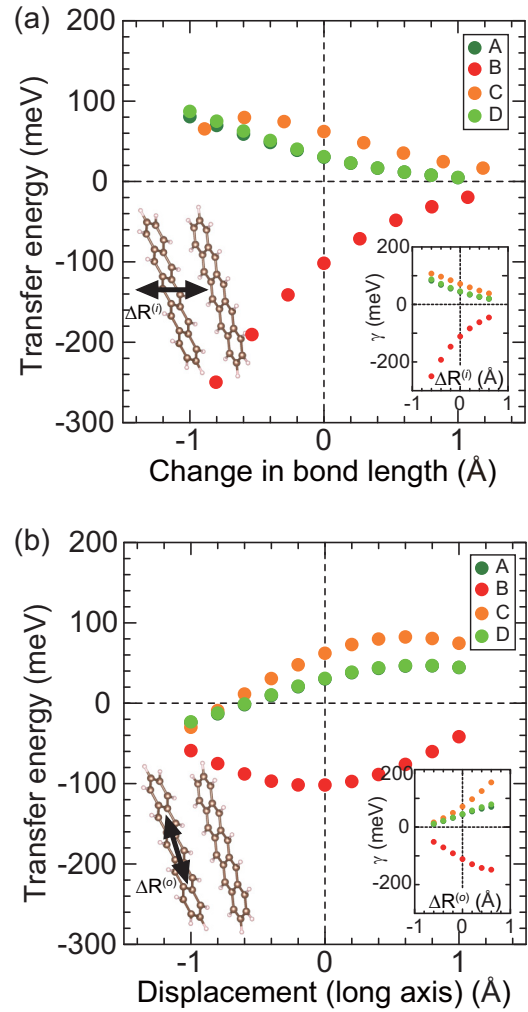 (a)
200
100
0
-100
-200
-300
Transfer energy (meV)
A
B
C
D
ΔR(i)
100
0
-200
γ (meV)
-1
0
1
ΔR(i) (Å)
-1
0
1
Change in bond length (Å)
(b)
200
100
0
-100
-200
-300
Transfer energy (meV)
A
B
C
D
ΔR(o)
200
0
-200
γ (meV)
-1
0
1
ΔR(o) (Å)
-1
0
1
Displacement (long axis) (Å)